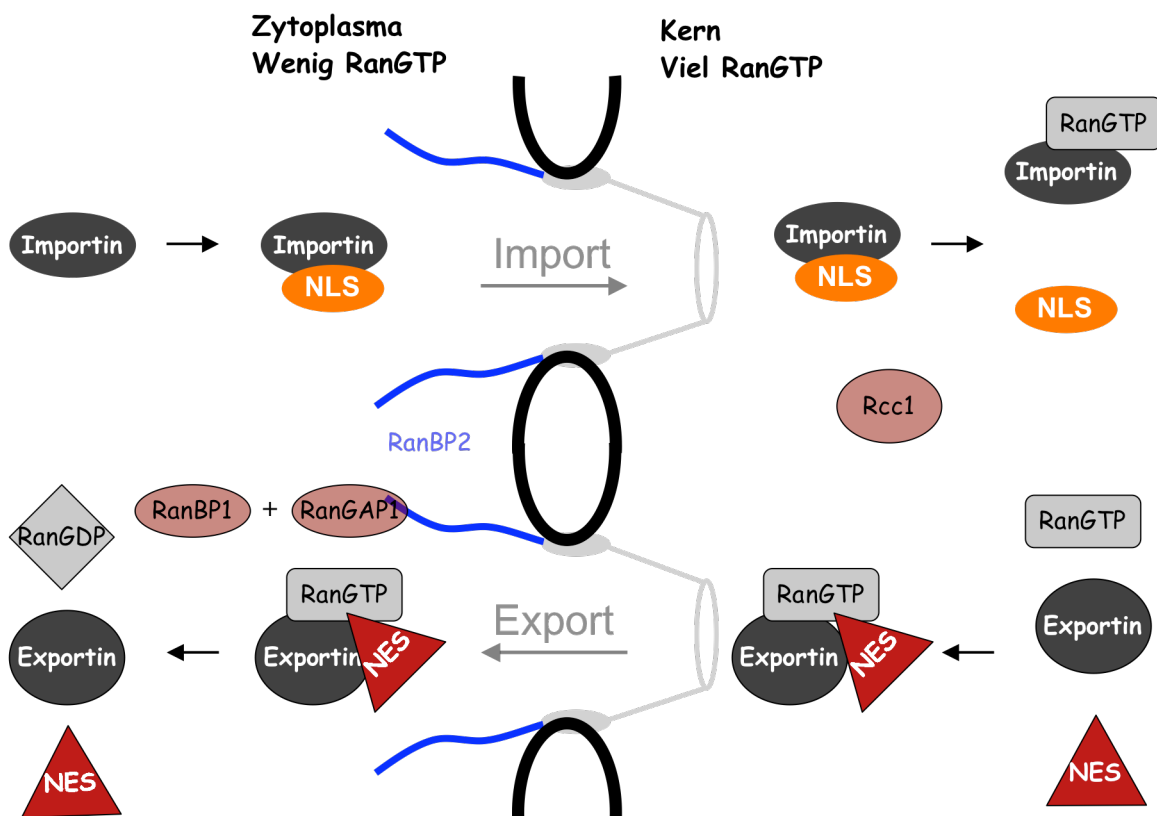 Zytoplasma
Wenig RanGTP
Kern
Viel RanGTP
RanGTP
Importin
Importin
Importin
NLS
Import
Importin
NLS
NLS
Rcc1
RanBP2
RanBP1 + RanGAP1
RanGDP
RanGTP
RanGTP
RanGTP
Export
Exportin
Exportin
NES
Exportin
NES
Exportin
NES
NES